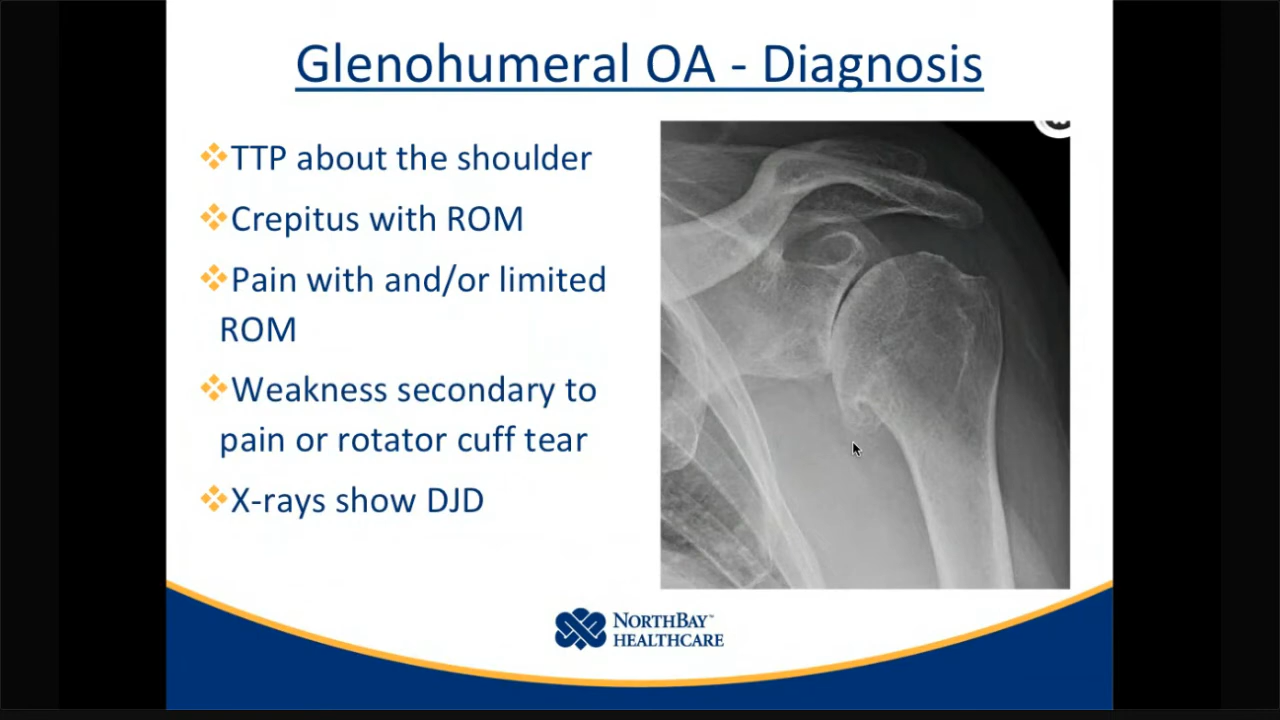 Glenohumeral OA - Diagnosis
TTP about the shoulder
Crepitus with ROM
Pain with and/or limited
ROM
Weakness secondary to
pain or rotator cuff tear
X-rays show DJD
NORTHBAY™
HEALTHCARE